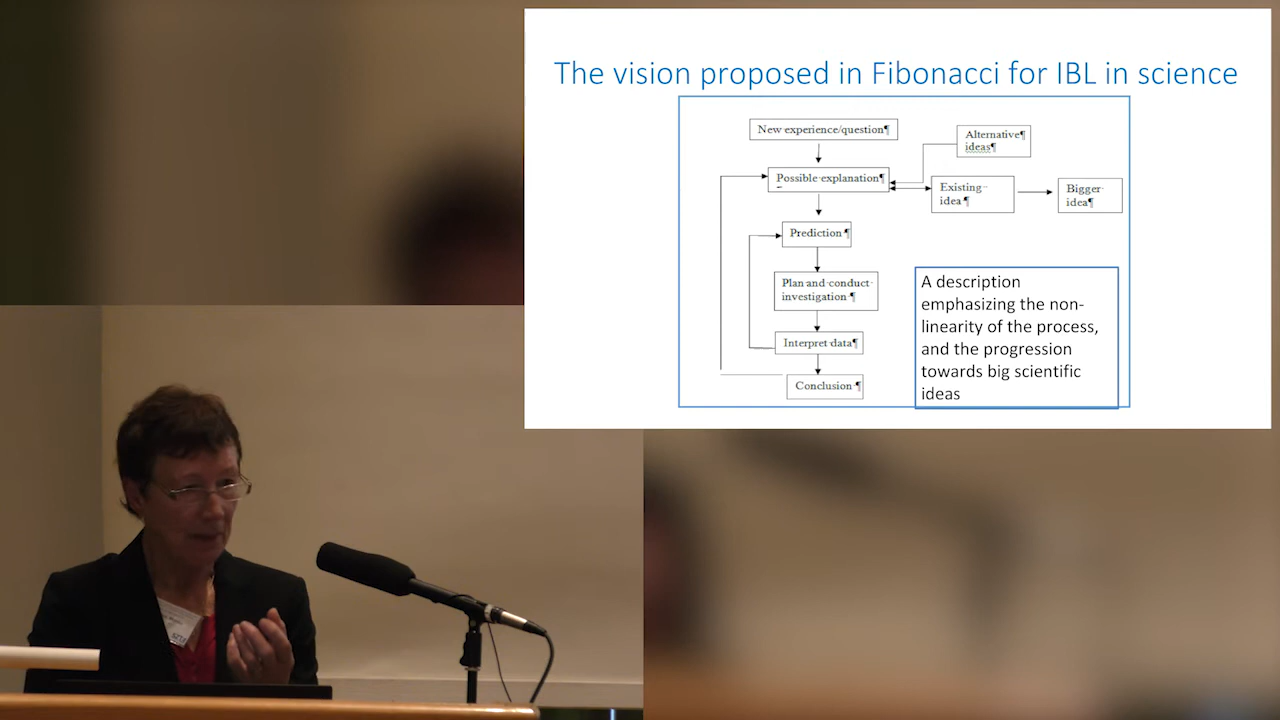 The vision proposed in Fibonacci for IBL in science
New experience/question¶
Alternative¶
ideas¶
Possible·explanation¶
Existing·
idea·¶
Bigger·
idea¶
Prediction·¶
Plan·and·conduct·
investigation·¶
Interpret·data¶
Conclusion·¶
A description
emphasizing the non-
linearity of the process,
and the progression
towards big scientific
ideas